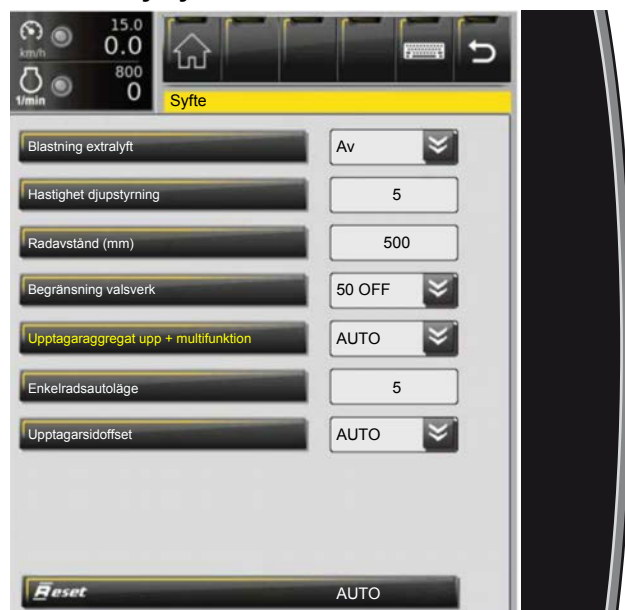 15.0
km/h 0.0
800
1/min 0
Syfte
Blastning extralyft Av
Hastighet djupstyrning 5
Radavstånd (mm) 500
Begränsning valsverk 50 OFF
Upptagaraggregat upp + multifunktion AUTO
Enkelradsautoläge 5
Upptagarsidoffset AUTO
Reset AUTO